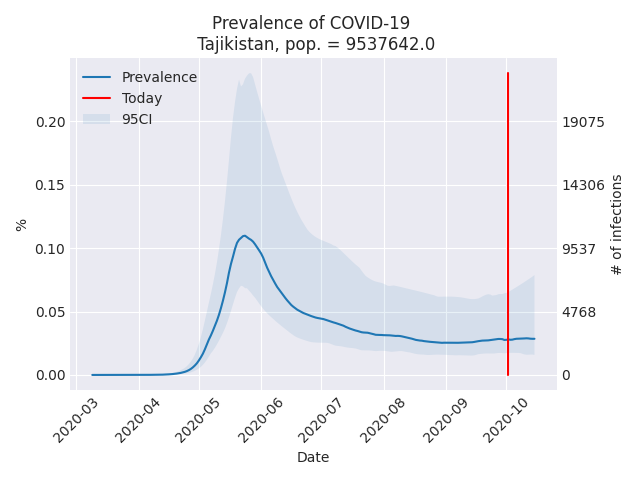 Prevalence of COVID-19
Tajikistan, pop. = 9537642.0
Prevalence
Today
95CI
0.20
0.15
0.10
0.05
0.00
%
19075
14306
9537
4768
0
# of infections
2020-03
2020-04
2020-05
2020-06
2020-07
2020-08
2020-09
2020-10
Date